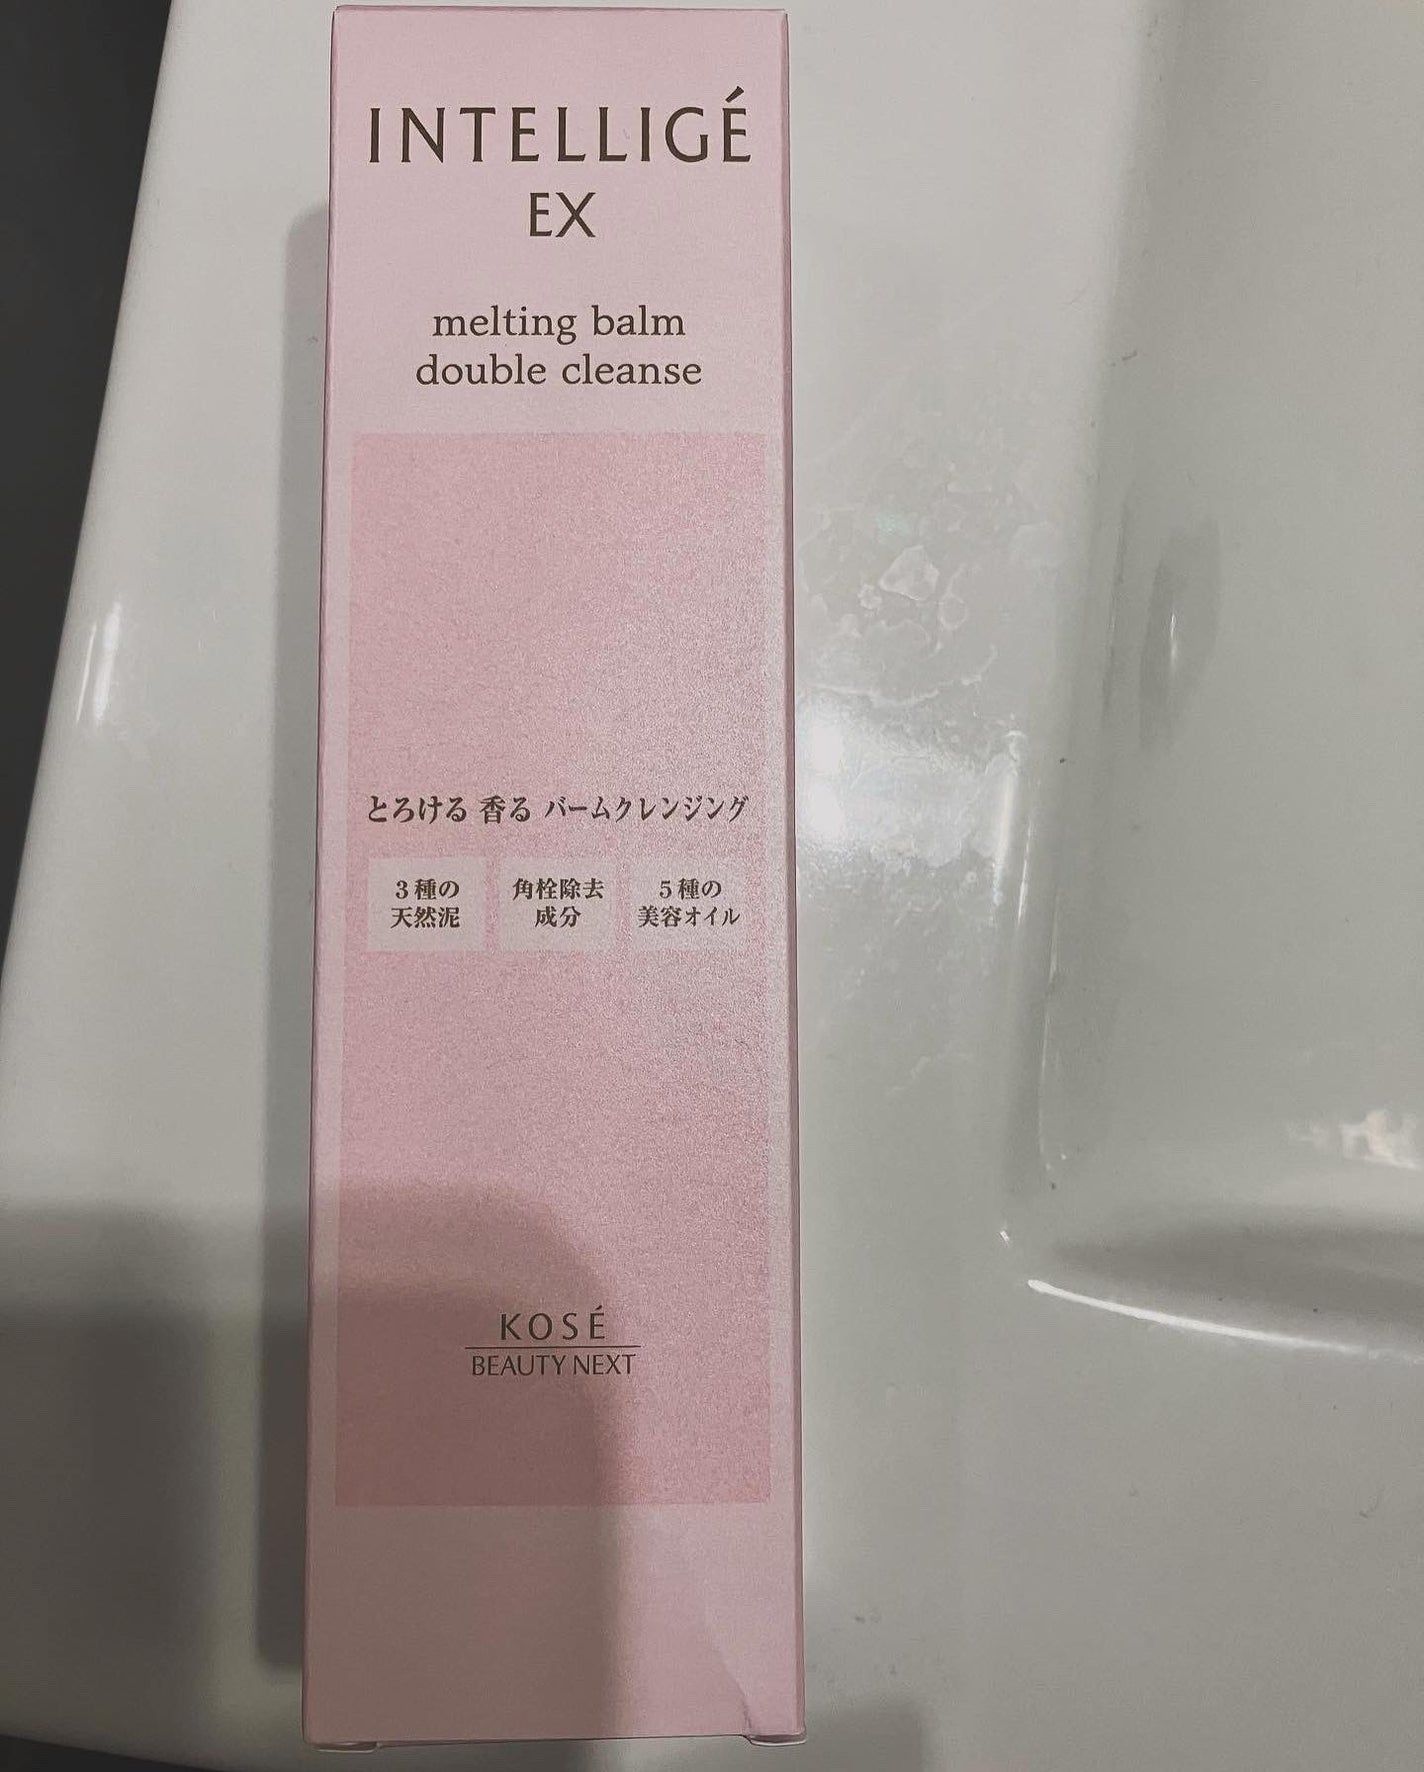 INTELLIGÉ
EX
melting balm
double cleanse
とろける 香る バームクレンジング
3種の
天然泥
角栓除去
成分
5種の
美容オイル
KOSÉ
BEAUTY NEXT